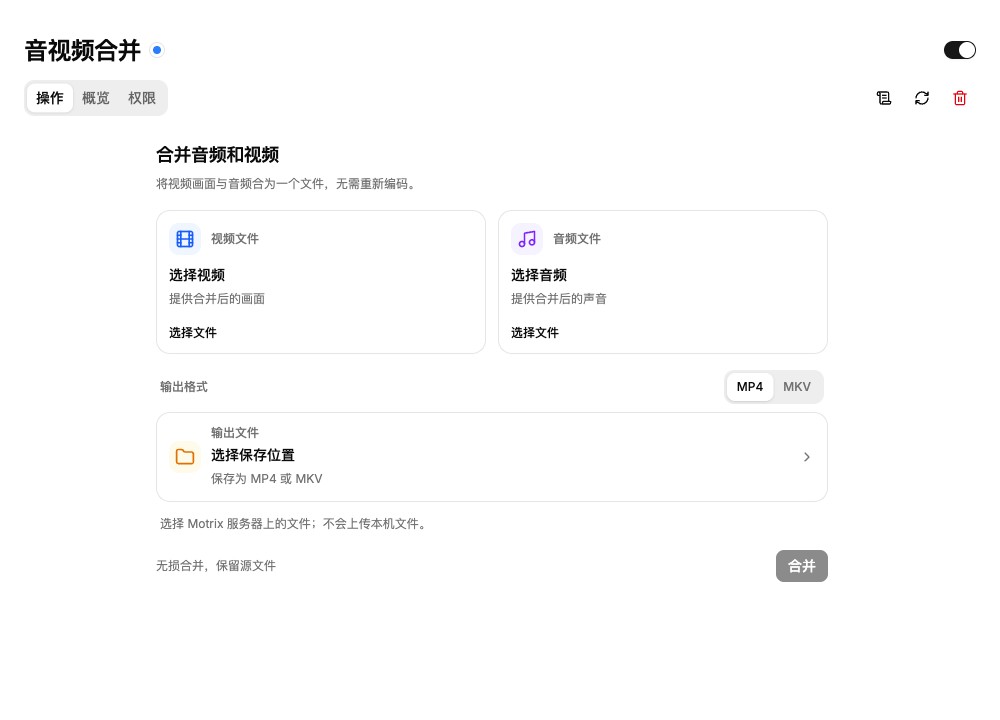 音视频合并
操作 概览 权限
合并音频和视频
将视频画面与音频合为一个文件，无需重新编码。
视频文件
选择视频
提供合并后的画面
选择文件
音频文件
选择音频
提供合并后的声音
选择文件
输出格式
MP4 MKV
输出文件
选择保存位置
保存为 MP4 或 MKV
选择 Motrix 服务器上的文件；不会上传本机文件。
无损合并，保留源文件
合并